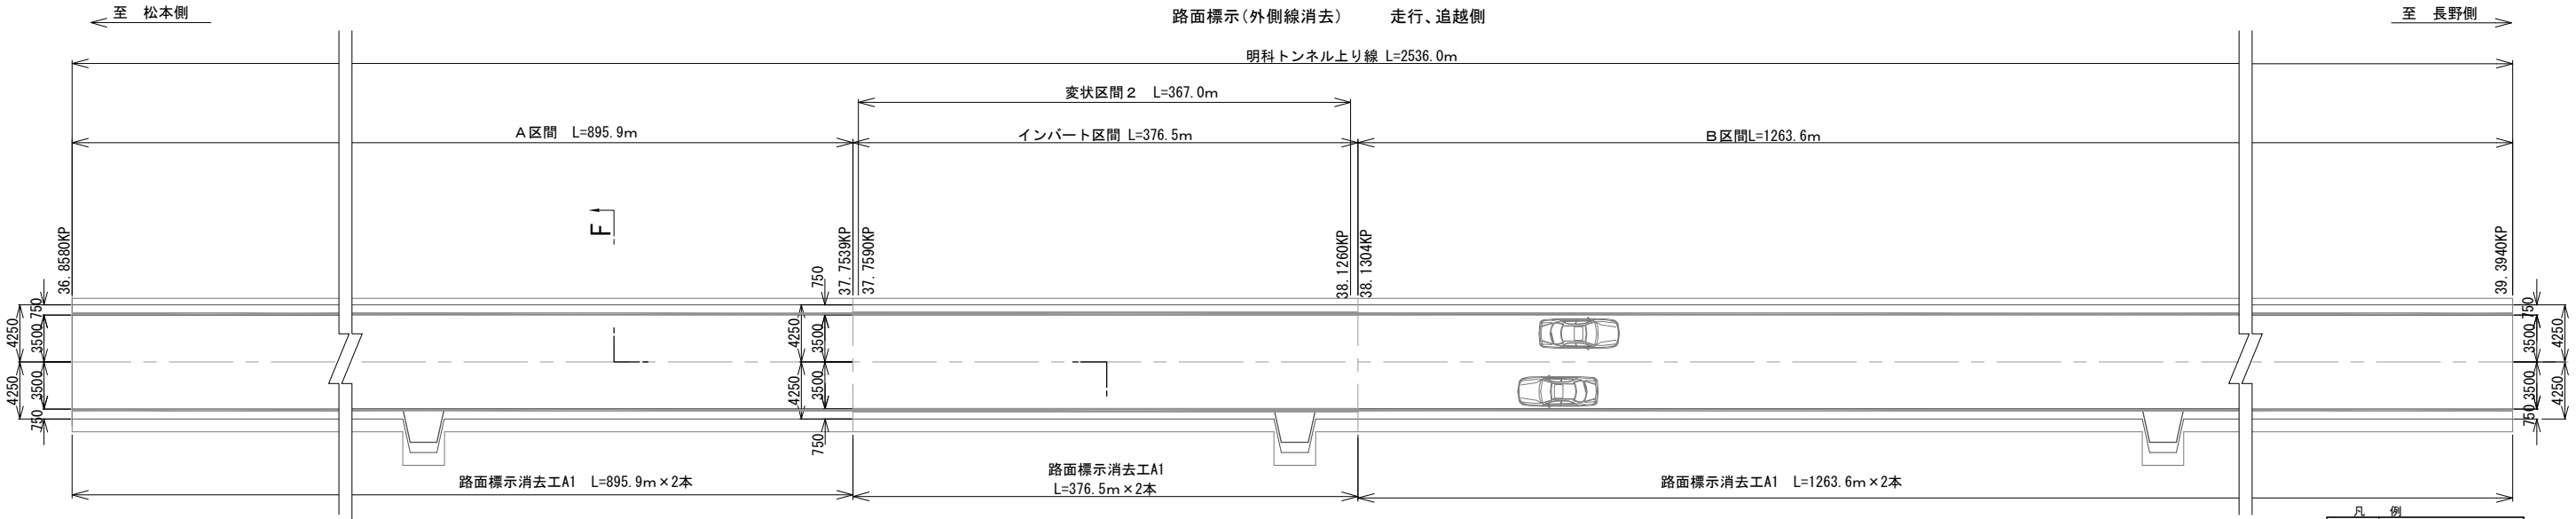 至　松本側
路面標示(外側線消去)　　走行、追越側
至　長野側
明科トンネル上り線 L=2536.0m
変状区間２　L=367.0m
A区間　L=895.9m
インバート区間 L=376.5m
B区間L=1263.6m
F
36.8580KP
37.7539KP
37.7590KP
38.1260KP
38.1304KP
39.3940KP
750
3500
4250
3500
4250
750
750
3500
4250
3500
4250
750
750
3500
4250
3500
4250
750
路面標示消去工A1　L=895.9m×2本
路面標示消去工A1
L=376.5m×2本
路面標示消去工A1　L=1263.6m×2本
凡　例